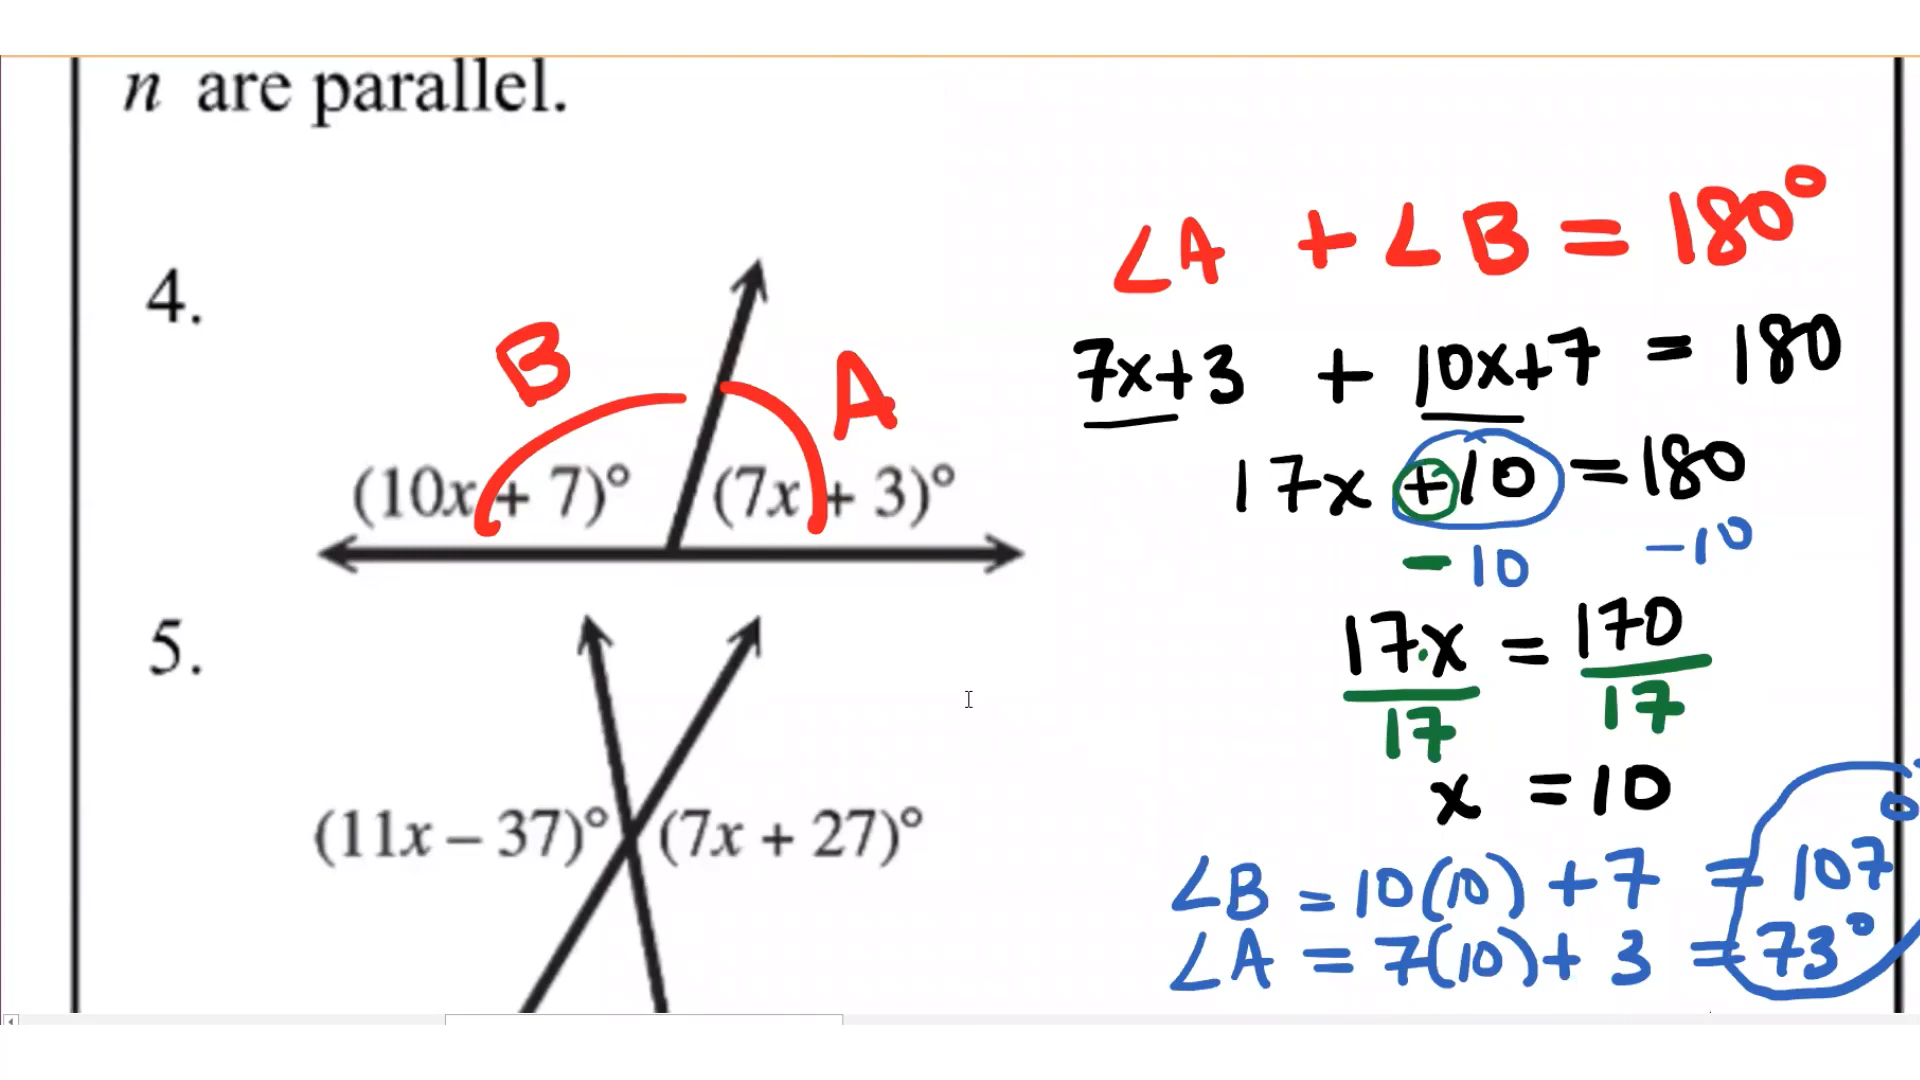 n are parallel.
4.
B
A
(10x + 7)° (7x + 3)°
5.
(11x – 37)° (7x + 27)°
∠A + ∠B = 180°
7x+3 + 10x+7 = 180
17x +10 = 180
-10 -10
17·x = 170
17 17
x = 10
∠B = 10(10) + 7 = 107°
∠A = 7(10) + 3 = 73°